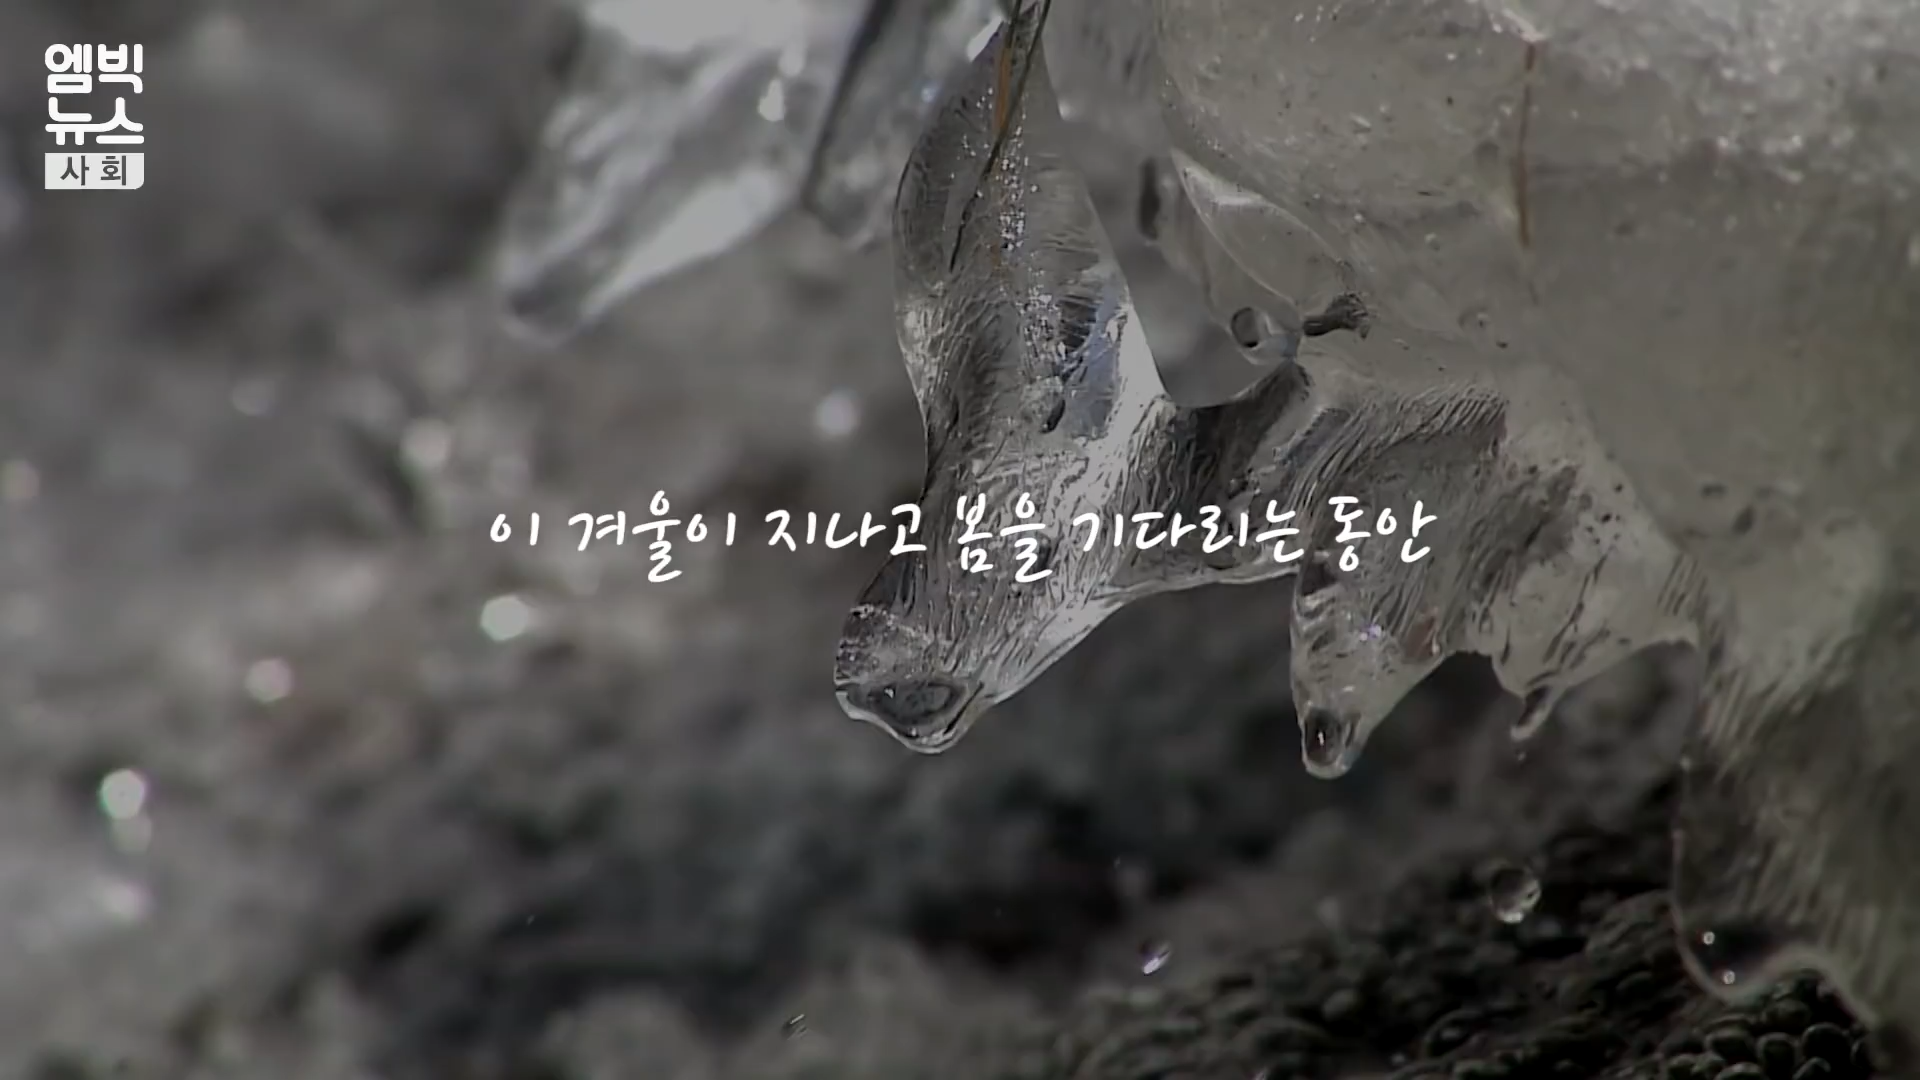 엠빅
뉴스
사회
이 겨울이 지나고 봄을 기다리는 동안